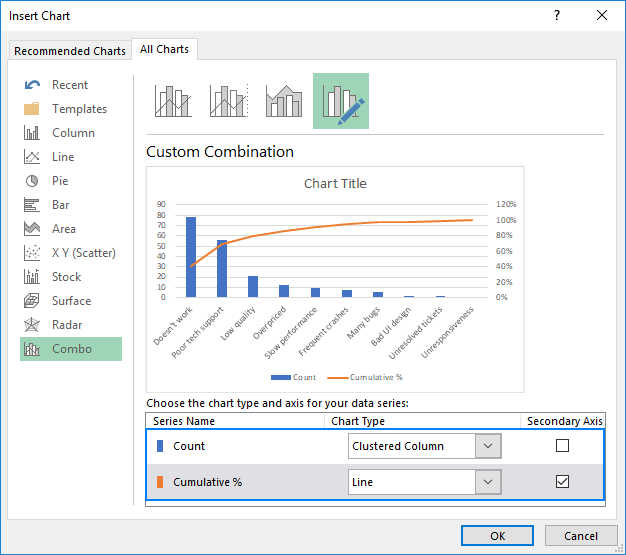 Insert Chart
?
Recommended Charts
All Charts
Recent
Templates
Column
Line
Pie
Bar
Area
X Y (Scatter)
Stock
Surface
Radar
Combo
Custom Combination
Chart Title
90
80
70
60
50
40
30
20
10
0
120%
100%
80%
60%
40%
20%
0%
Doesn't work
Poor tech support
Low quality
Overpriced
Slow performance
Frequent crashes
Many bugs
Bad UI design
Unresolved tickets
Unresponsiveness
Count Cumulative %
Choose the chart type and axis for your data series:
Series Name Chart Type Secondary Axis
Count Clustered Column
Cumulative % Line
OK Cancel